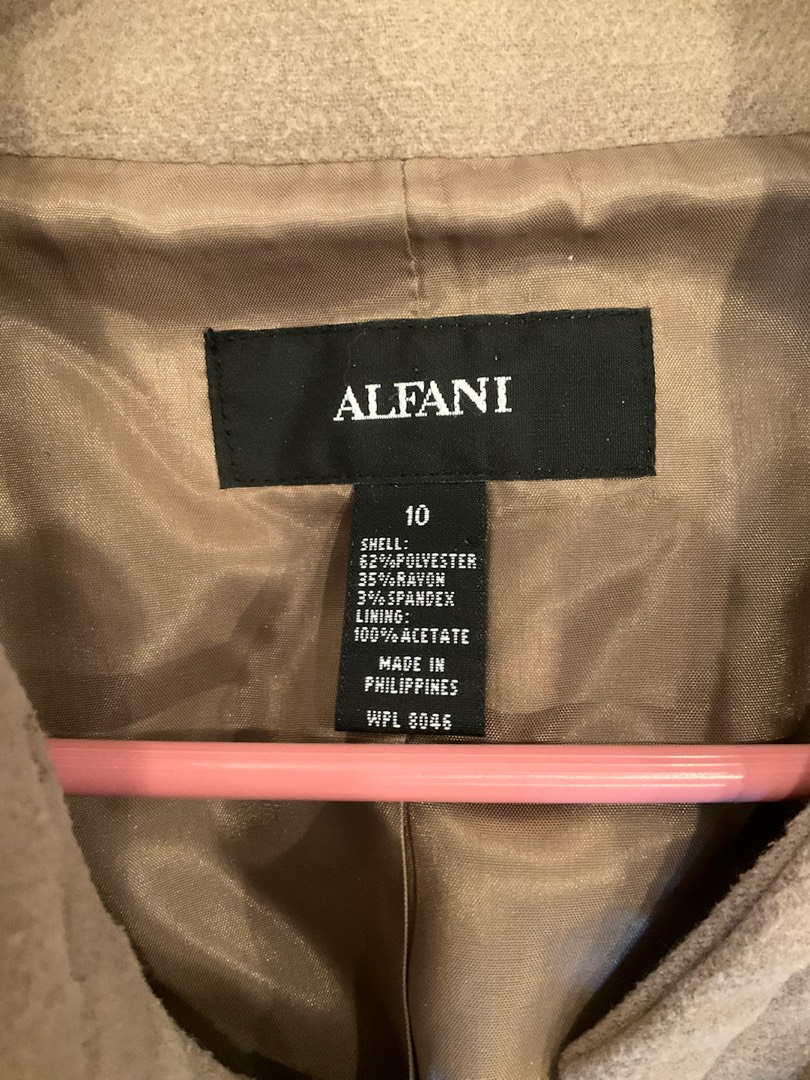 ALFANI
10
SHELL:
62%POLYESTER
35%RAYON
3%SPANDEX
LINING:
100%ACETATE
MADE IN
PHILIPPINES
WPL 8046